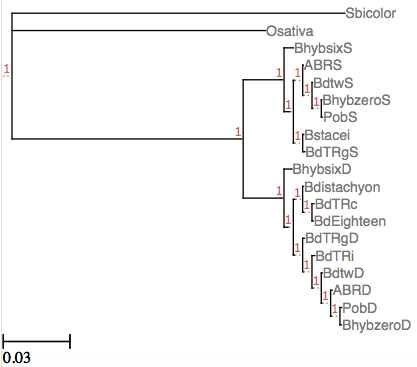 Sbicolor
1
Osativa
BhybsixS
1
ABRS
1
1
BdtwS
1
BhybzeroS
1
PobS
1
Bstacei
BdTRgS
1
BhybsixD
1
Bdistachyon
1
1
BdTRc
1
BdEighteen
BdTRgD
1
BdTRi
1
BdtwD
1
ABRD
1
PobD
1
BhybzeroD
0.03